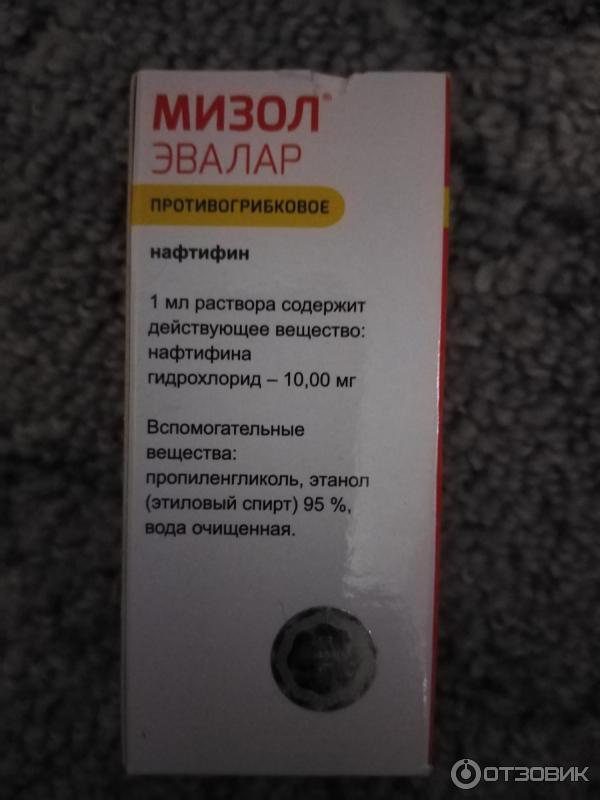 МИЗОЛ®
ЭВАЛАР
ПРОТИВОГРИБКОВОЕ
нафтифин
1 мл раствора содержит
действующее вещество:
нафтифина
гидрохлорид – 10,00 мг
Вспомогательные
вещества:
пропиленгликоль, этанол
(этиловый спирт) 95 %,
вода очищенная.
ОТЗОВИК